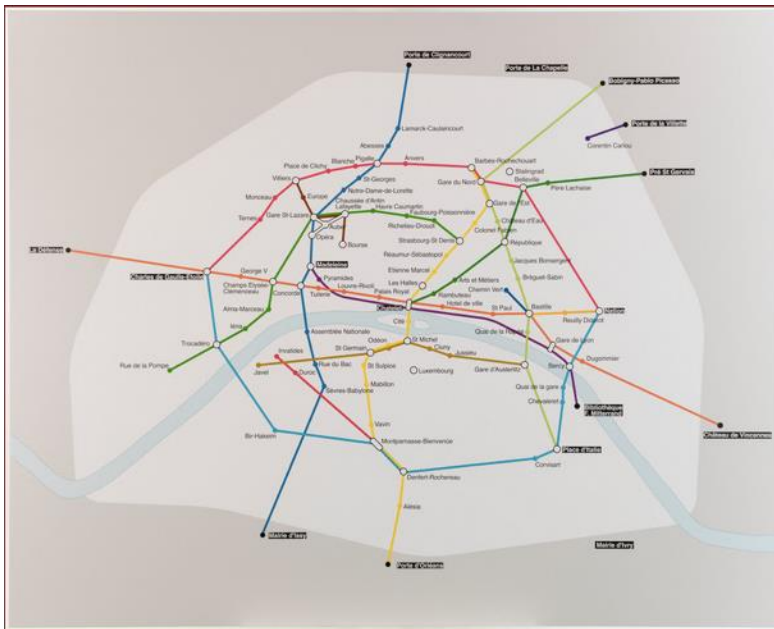 Porte de Clignancourt
Porte de La Chapelle
Bobigny-Pablo Picasso
Porte de la Villette
Lamarck-Caulaincourt
Corentin Cariou
Abesses
Pigalle
Anvers
Barbès-Rochechouart
Blanche
Place de Clichy
Stalingrad
Villiers
St-Georges
Gare du Nord
Belleville
Pré St Gervais
Père Lachaise
Monceau
Europe
Notre-Dame-de-Lorette
Chaussée d'Antin
Lafayette
Gare de l'Est
Ternes
Gare St-Lazare
Havre Caumartin
Faubourg-Poissonnière
Château d'Eau
Auber
Richelieu-Drouot
Colonel Fabien
Opéra
Strasbourg-St Denis
République
Bourse
La Défense
Réaumur-Sébastopol
Jacques Bonsergent
Charles de Gaulle-Etoile
George V
Madeleine
Etienne Marcel
Pyramides
Arts et Métiers
Bréguet-Sabin
Champs Elysée
Clemenceau
Louvre-Rivoli
Les Halles
Chemin Vert
Concorde
Tuilerie
Palais Royal
Rambuteau
Alma-Marceau
Chatelet
Hotel de ville
St Paul
Bastille
Nation
Reuilly Diderot
Iéna
Assemblée Nationale
Cité
Quai de la Rapée
Trocadéro
Odéon
St Michel
Gare de Lyon
Invalides
St Germain
Cluny
Jussieu
Dugommier
Rue de la Pompe
Javel
Duroc
Rue du Bac
St Sulpice
Luxembourg
Gare d'Austerlitz
Bercy
Sèvres-Babylone
Mabillon
Quai de la gare
Chevaleret
Bibliothèque
Vavin
Château de Vincennes
Bir-Hakeim
Montparnasse-Bienvenüe
Place d'Italie
Denfert-Rochereau
Corvisart
Alésia
Mairie d'Issy
Mairie d'Ivry
Porte d'Orléans